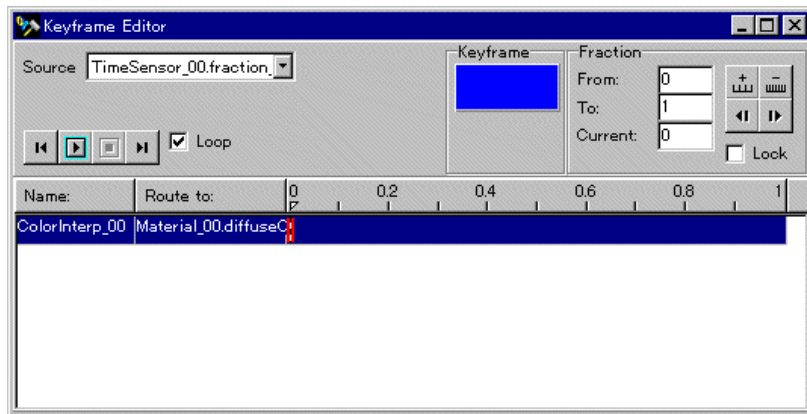 Keyframe Editor
Source TimeSensor_00.fraction_
Keyframe
Fraction
From: 0
To: 1
Current: 0
Loop
Lock
Name: Route to: 0 0.2 0.4 0.6 0.8 1
ColorInterp_00 Material_00.diffuseC